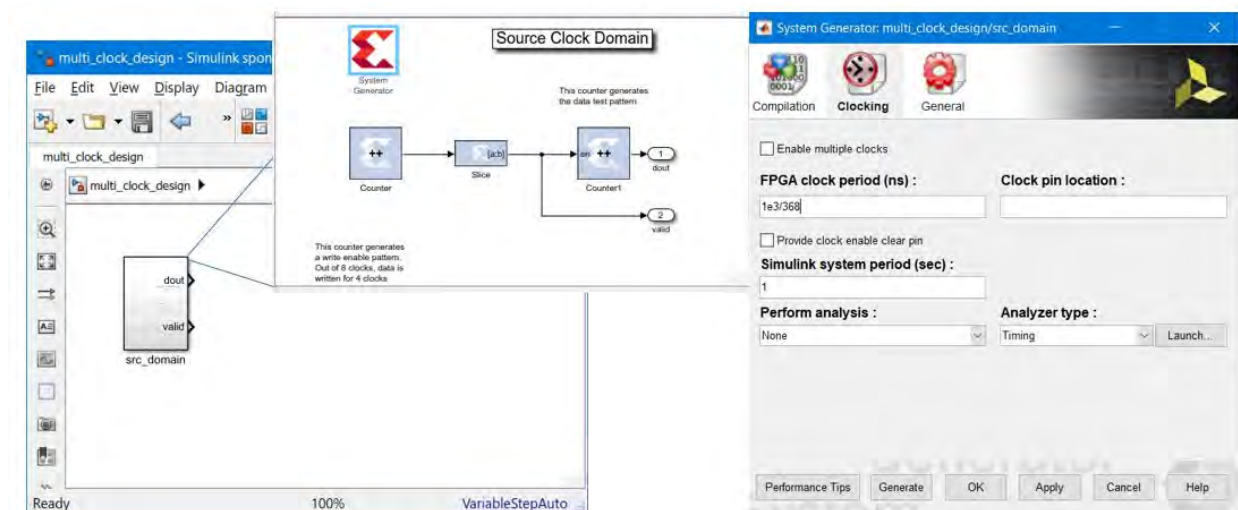 multi_clock_design - Simulink spon
File Edit View Display Diagram
»
multi_clock_design
multi_clock_design
dout
valid
src_domain
Ready
100%
VariableStepAuto
Source Clock Domain
System
Generator
This counter generates
the data test pattern
++
Counter
[a:b]
Slice
en ++
Counter1
1
dout
2
valid
This counter generates
a write enable pattern.
Out of 8 clocks, data is
written for 4 clocks
System Generator: multi_clock_design/src_domain
Compilation Clocking General
Enable multiple clocks
FPGA clock period (ns) : Clock pin location :
1e3/368
Provide clock enable clear pin
Simulink system period (sec) :
1
Perform analysis : Analyzer type :
None Timing Launch...
Performance Tips Generate OK Apply Cancel Help